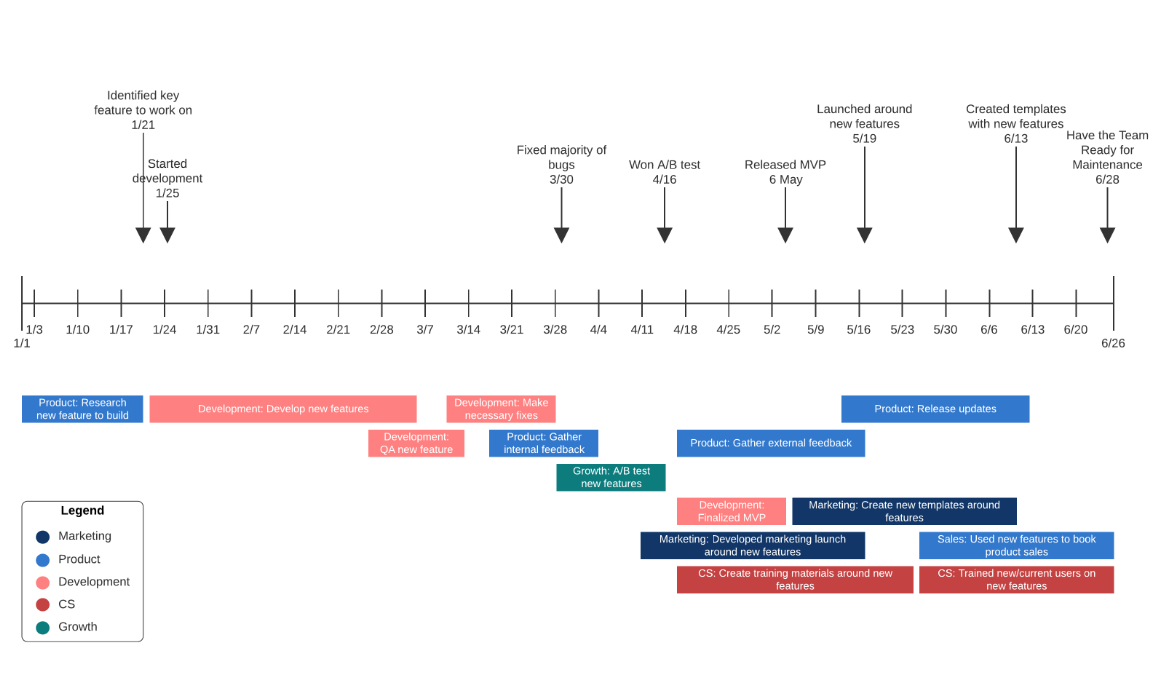 Identified key
feature to work on
1/21
Started
development
1/25
Fixed majority of
bugs
3/30
Won A/B test
4/16
Released MVP
6 May
Launched around
new features
5/19
Created templates
with new features
6/13
Have the Team
Ready for
Maintenance
6/28
1/1
1/3
1/10
1/17
1/24
1/31
2/7
2/14
2/21
2/28
3/7
3/14
3/21
3/28
4/4
4/11
4/18
4/25
5/2
5/9
5/16
5/23
5/30
6/6
6/13
6/20
6/26
Product: Research
new feature to build
Development: Develop new features
Development: Make
necessary fixes
Product: Release updates
Development:
QA new feature
Product: Gather
internal feedback
Product: Gather external feedback
Growth: A/B test
new features
Development:
Finalized MVP
Marketing: Create new templates around
features
Marketing: Developed marketing launch
around new features
Sales: Used new features to book
product sales
CS: Create training materials around new
features
CS: Trained new/current users on
new features
Legend
Marketing
Product
Development
CS
Growth